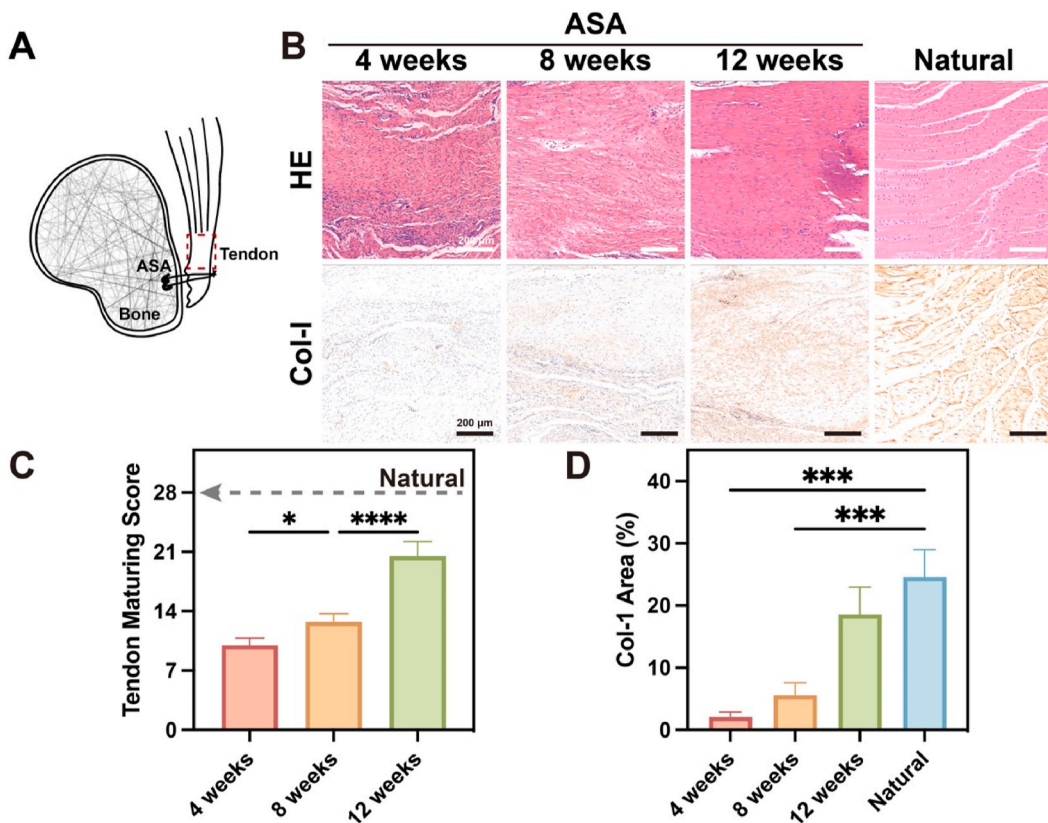 A
Tendon
ASA
Bone
B
ASA
4 weeks
8 weeks
12 weeks
Natural
HE
200 µm
Col-I
200 µm
C
Tendon Maturing Score
28
21
14
7
0
Natural
*
****
4 weeks
8 weeks
12 weeks
D
Col-1 Area (%)
40
30
20
10
0
***
***
4 weeks
8 weeks
12 weeks
Natural